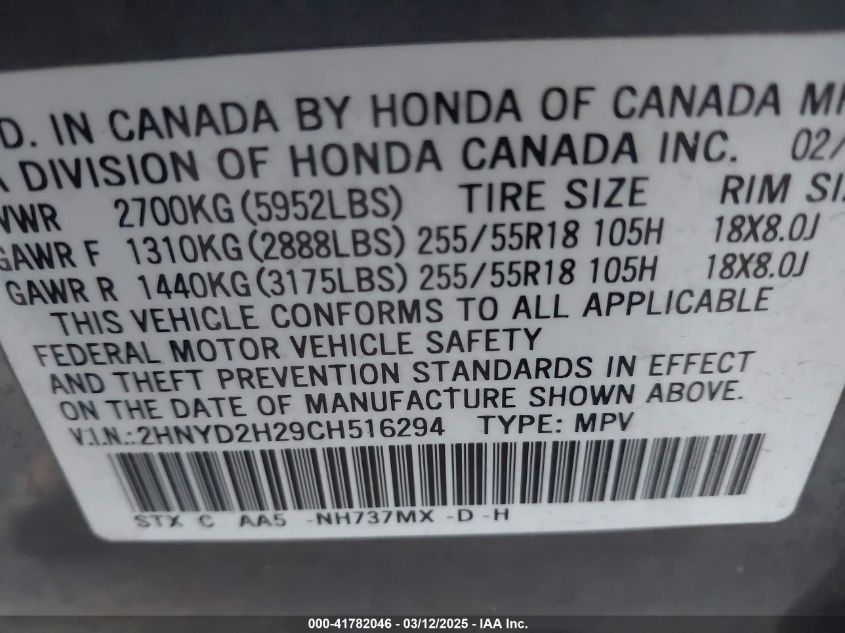 D. IN CANADA BY HONDA OF CANADA MF
A DIVISION OF HONDA CANADA INC. 02/
VWR 2700KG (5952LBS) TIRE SIZE RIM SIZ
GAWR F 1310KG (2888LBS) 255/55R18 105H 18X8.0J
GAWR R 1440KG (3175LBS) 255/55R18 105H 18X8.0J
THIS VEHICLE CONFORMS TO ALL APPLICABLE
FEDERAL MOTOR VEHICLE SAFETY
AND THEFT PREVENTION STANDARDS IN EFFECT
ON THE DATE OF MANUFACTURE SHOWN ABOVE.
V.I.N.:2HNYD2H29CH516294 TYPE: MPV
STX C AA5 -NH737MX -D -H
000-41782046 - 03/12/2025 - IAAI Inc.